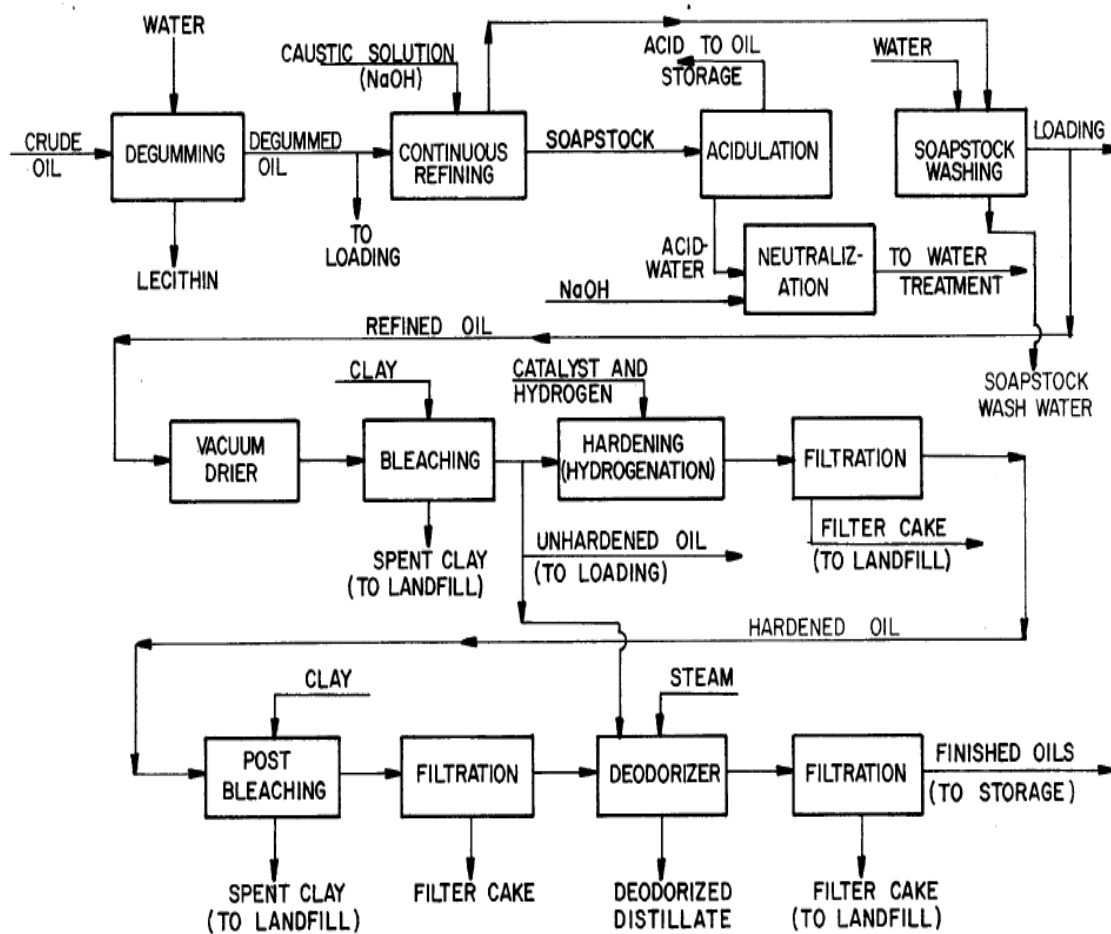 WATER
CAUSTIC SOLUTION
(NaOH)
ACID TO OIL
STORAGE
WATER
CRUDE
OIL
DEGUMMING
DEGUMMED
OIL
CONTINUOUS
REFINING
SOAPSTOCK
ACIDULATION
SOAPSTOCK
WASHING
LOADING
TO
LOADING
LECITHIN
ACID-
WATER
NaOH
NEUTRALIZ-
ATION
TO WATER
TREATMENT
REFINED OIL
SOAPSTOCK
WASH WATER
CLAY
CATALYST AND
HYDROGEN
VACUUM
DRIER
BLEACHING
HARDENING
(HYDROGENATION)
FILTRATION
SPENT CLAY
(TO LANDFILL)
UNHARDENED OIL
(TO LOADING)
FILTER CAKE
(TO LANDFILL)
HARDENED OIL
CLAY
STEAM
POST
BLEACHING
FILTRATION
DEODORIZER
FILTRATION
FINISHED OILS
(TO STORAGE)
SPENT CLAY
(TO LANDFILL)
FILTER CAKE
DEODORIZED
DISTILLATE
FILTER CAKE
(TO LANDFILL)